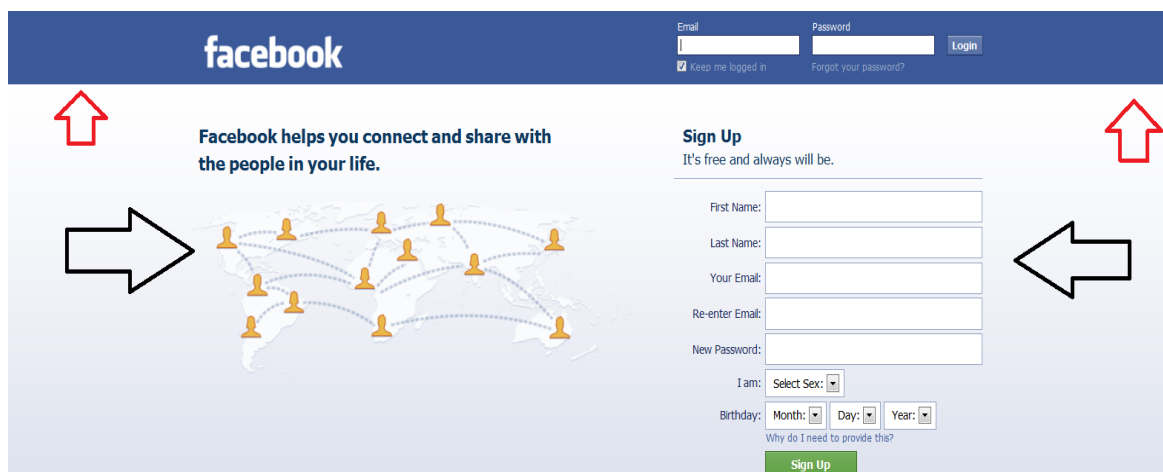 facebook
Email
Password
Login
Keep me logged in
Forgot your password?
Facebook helps you connect and share with
the people in your life.
Sign Up
It's free and always will be.
First Name:
Last Name:
Your Email:
Re-enter Email:
New Password:
I am: Select Sex:
Birthday: Month: Day: Year:
Why do I need to provide this?
Sign Up